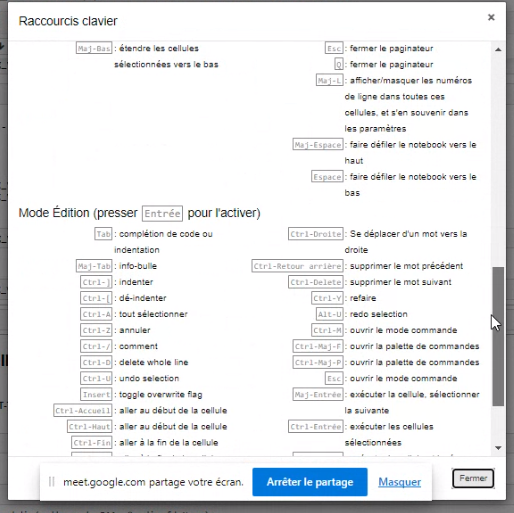 Raccourcis clavier
×
Maj-Bas : étendre les cellules
sélectionnées vers le bas
Esc : fermer le paginateur
Q : fermer le paginateur
Maj-L : afficher/masquer les numéros
de ligne dans toutes ces
cellules, et s'en souvenir dans
les paramètres
Maj-Espace : faire défiler le notebook vers le
haut
Espace : faire défiler le notebook vers le
bas
Mode Édition (presser Entrée pour l'activer)
Tab : complétion de code ou
indentation
Maj-Tab : info-bulle
Ctrl-] : indenter
Ctrl-[ : dé-indenter
Ctrl-A : tout sélectionner
Ctrl-Z : annuler
Ctrl-/ : comment
Ctrl-D : delete whole line
Ctrl-U : undo selection
Insert : toggle overwrite flag
Ctrl-Accueil : aller au début de la cellule
Ctrl-Haut : aller au début de la cellule
Ctrl-Fin : aller à la fin de la cellule
Ctrl-Droite : Se déplacer d'un mot vers la
droite
Ctrl-Retour arrière : supprimer le mot précédent
Ctrl-Delete : supprimer le mot suivant
Ctrl-Y : refaire
Alt-U : redo selection
Ctrl-M : ouvrir le mode commande
Ctrl-Maj-F : ouvrir la palette de commandes
Ctrl-Maj-P : ouvrir la palette de commandes
Esc : ouvrir le mode commande
Maj-Entrée : exécuter la cellule, sélectionner
la suivante
Ctrl-Entrée : exécuter les cellules
sélectionnées
meet.google.com partage votre écran.
Arrêter le partage
Masquer
Fermer